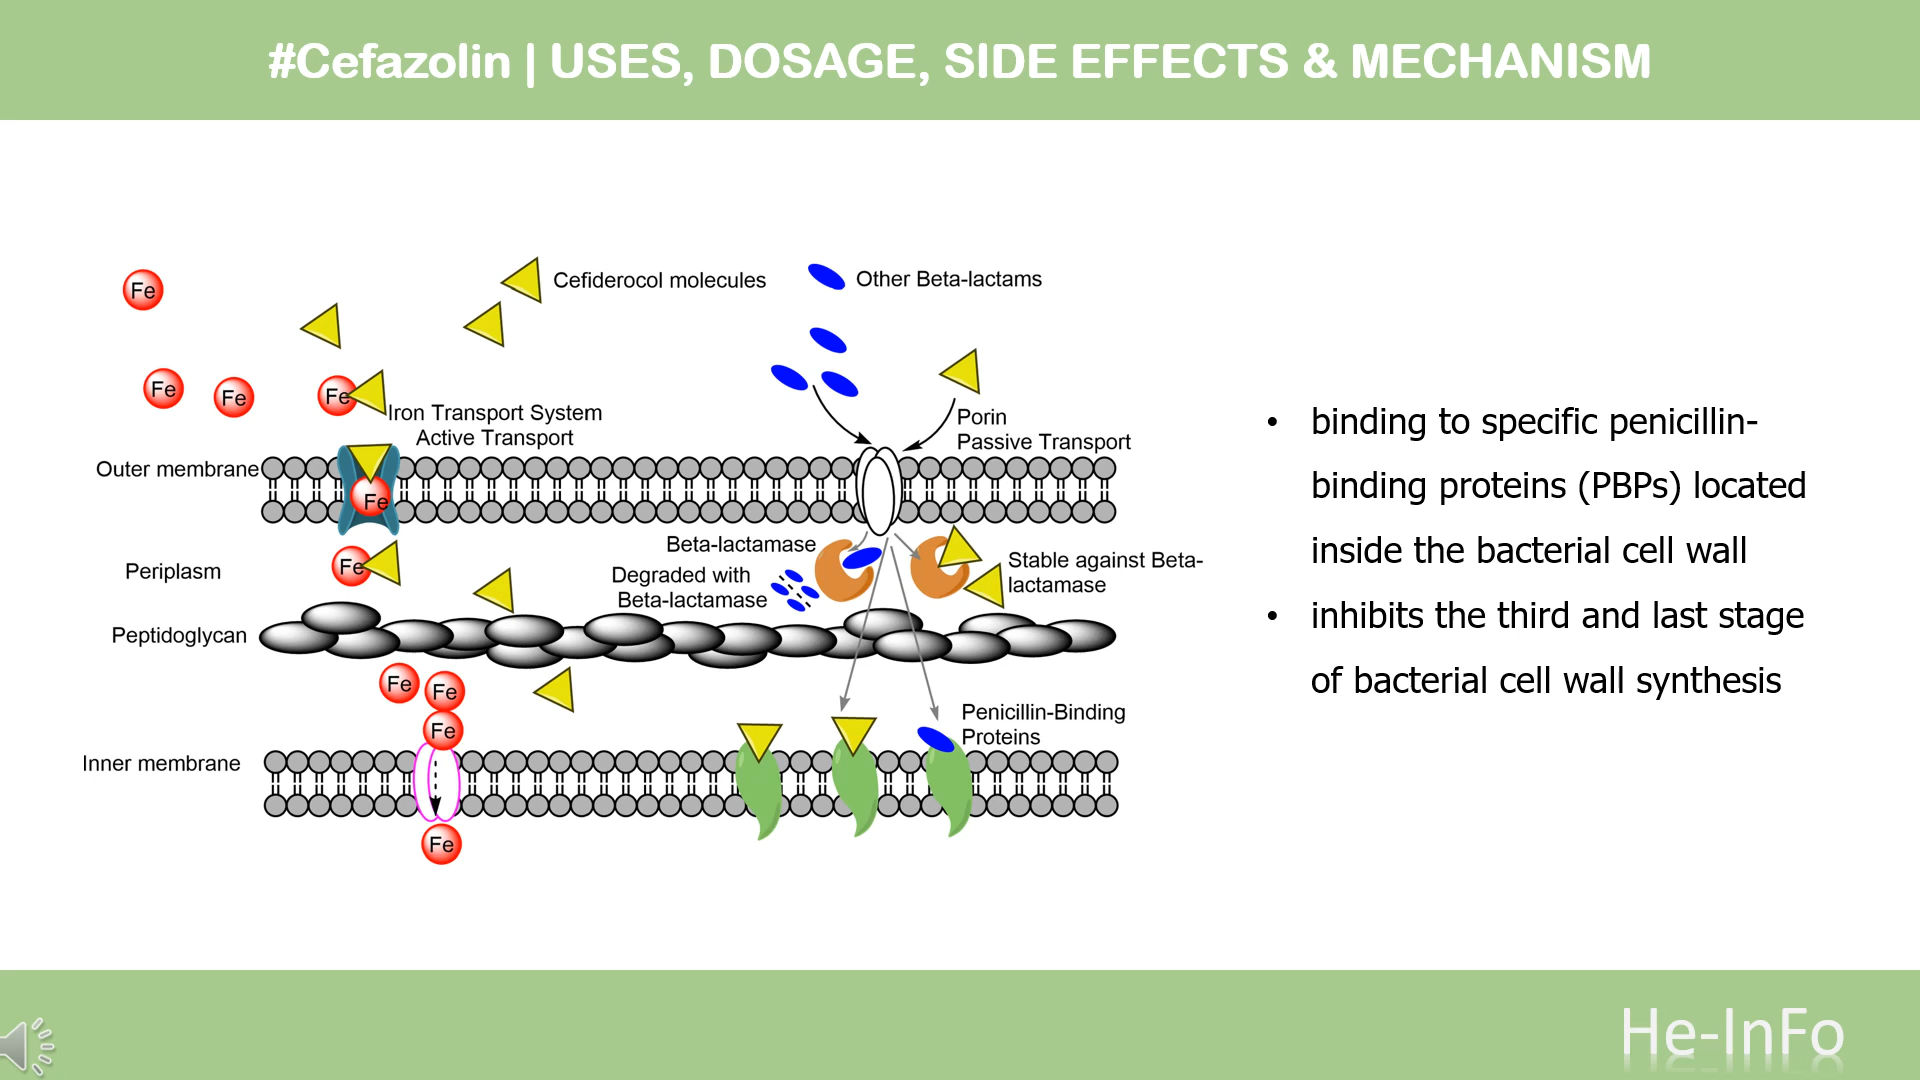 #Cefazolin | USES, DOSAGE, SIDE EFFECTS & MECHANISM
Fe
Cefiderocol molecules
Other Beta-lactams
Fe
Fe
Fe
Iron Transport System
Active Transport
Porin
Passive Transport
Outer membrane
Fe
Beta-lactamase
Degraded with
Beta-lactamase
Stable against Beta-
lactamase
Fe
Periplasm
Peptidoglycan
Fe
Fe
Fe
Penicillin-Binding
Proteins
Inner membrane
Fe
• binding to specific penicillin-
binding proteins (PBPs) located
inside the bacterial cell wall
• inhibits the third and last stage
of bacterial cell wall synthesis
He-InFo